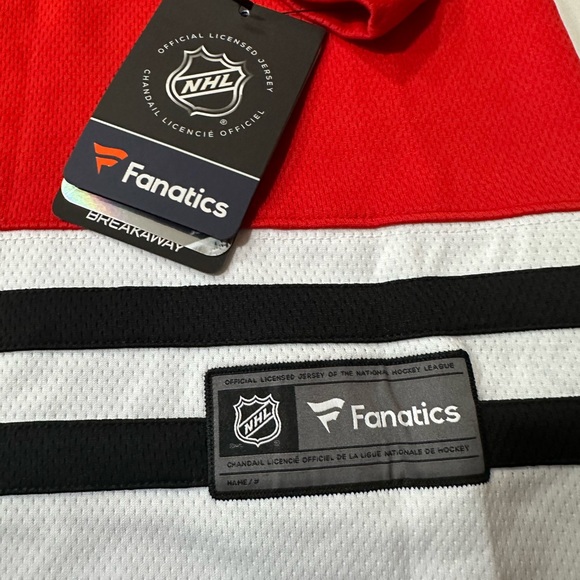 OFFICIAL LICENSED JERSEY
NHL
®
CHANDAIL LICENCIÉ OFFICIEL
Fanatics
BREAKAWAY
OFFICIAL LICENSED JERSEY OF THE NATIONAL HOCKEY LEAGUE
NHL
Fanatics
CHANDAIL LICENCIÉ OFFICIEL DE LA LIGUE NATIONALE DE HOCKEY
NAME / #